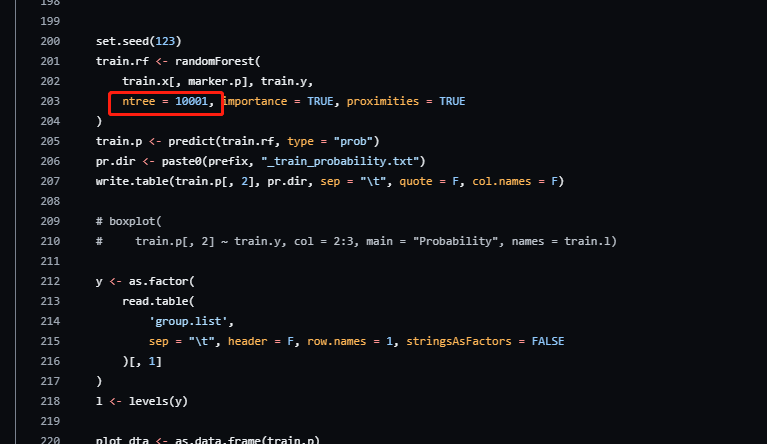 198
199
200 set.seed(123)
201 train.rf <- randomForest(
202 train.x[, marker.p], train.y,
203 ntree = 10001, importance = TRUE, proximities = TRUE
204 )
205 train.p <- predict(train.rf, type = "prob")
206 pr.dir <- paste0(prefix, "_train_probability.txt")
207 write.table(train.p[, 2], pr.dir, sep = "\t", quote = F, col.names = F)
208
209 # boxplot(
210 #     train.p[, 2] ~ train.y, col = 2:3, main = "Probability", names = train.l)
211
212 y <- as.factor(
213 read.table(
214 'group.list',
215 sep = "\t", header = F, row.names = 1, stringsAsFactors = FALSE
216 )[, 1]
217 )
218 l <- levels(y)
219
220 plot_dta <- as.data.frame(train.p)